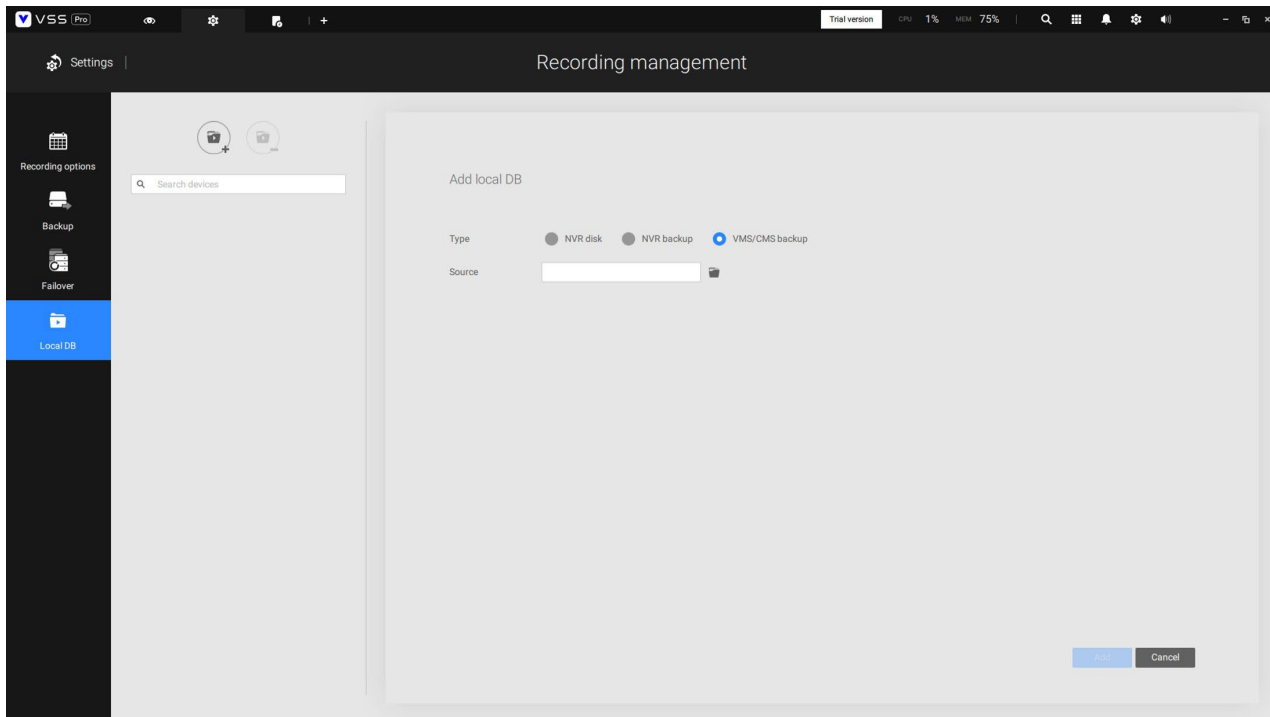 VSS Pro
+
Trial version
CPU 1% MEM 75%
Settings
Recording management
Recording options
Backup
Failover
Local DB
Search devices
Add local DB
Type
NVR disk
NVR backup
VMS/CMS backup
Source
Add
Cancel